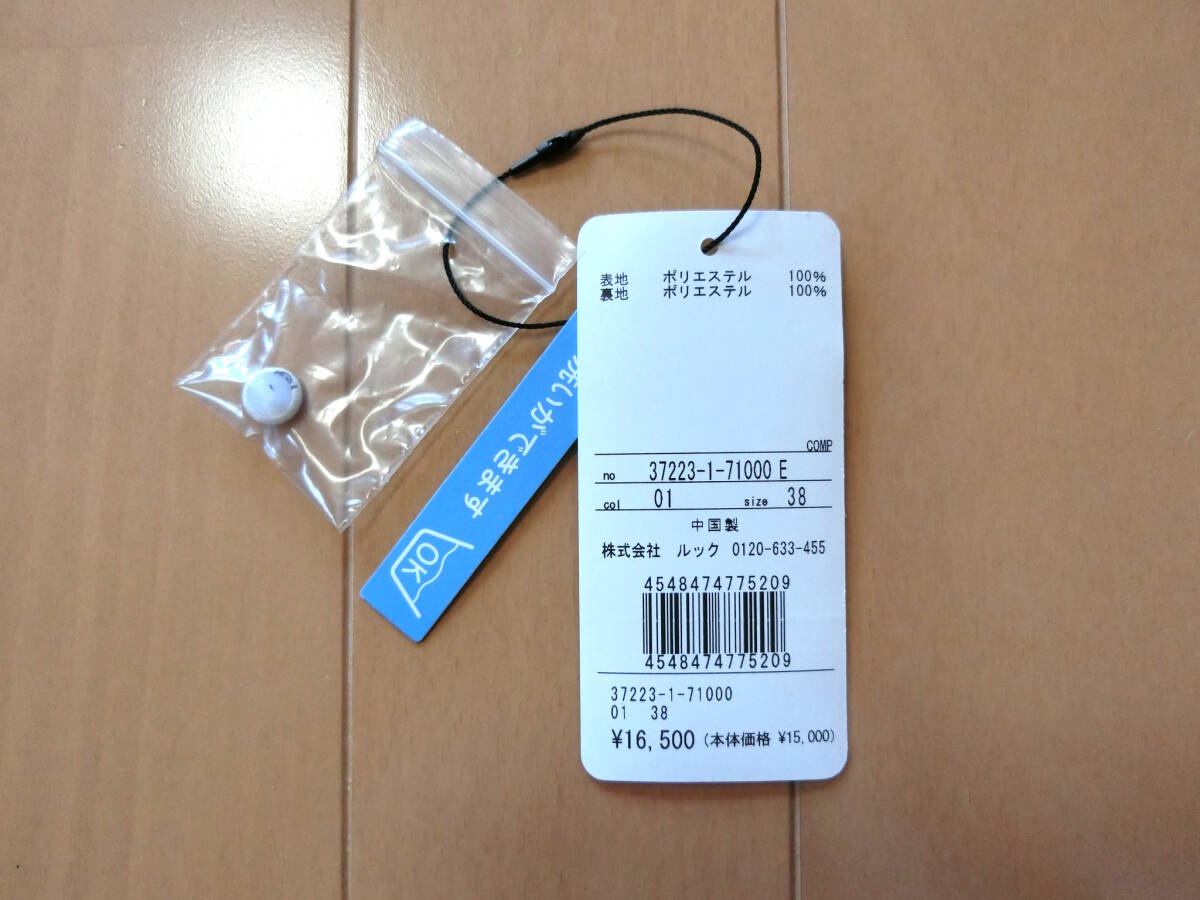 表地 ポリエステル 100%
裏地 ポリエステル 100%
COMP
no 37223-1-71000 E
col 01 size 38
中国製
株式会社 ルック 0120-633-455
4548474775209
4548474775209
37223-1-71000
01 38
¥16,500 (本体価格 ¥15,000)
洗いができます
OK